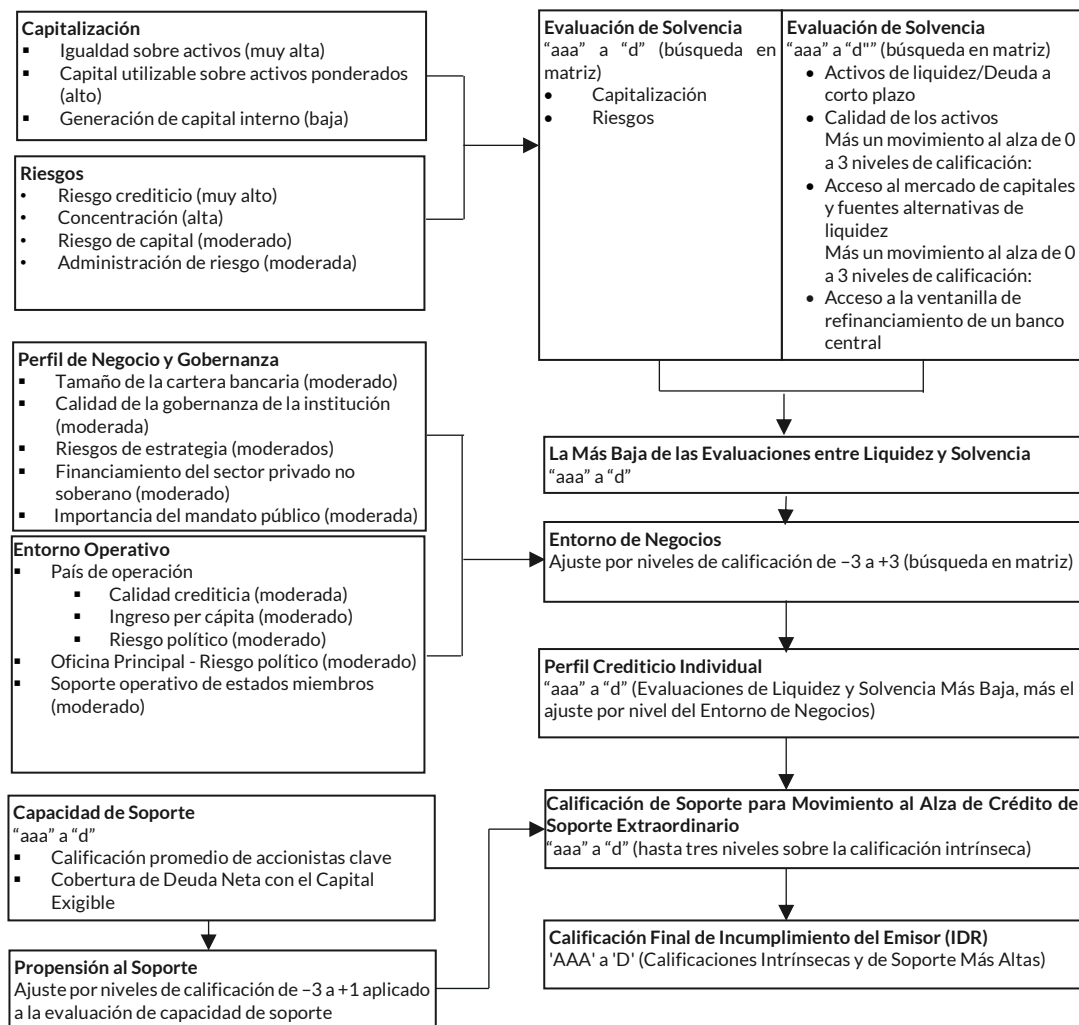 Capitalización
▪ Igualdad sobre activos (muy alta)
▪ Capital utilizable sobre activos ponderados
(alto)
▪ Generación de capital interno (baja)
Riesgos
• Riesgo crediticio (muy alto)
• Concentración (alta)
• Riesgo de capital (moderado)
• Administración de riesgo (moderada)
Evaluación de Solvencia
“aaa” a “d” (búsqueda en
matriz)
• Capitalización
• Riesgos
Evaluación de Solvencia
“aaa” a “d"” (búsqueda en matriz)
• Activos de liquidez/Deuda a
corto plazo
• Calidad de los activos
Más un movimiento al alza de 0
a 3 niveles de calificación:
• Acceso al mercado de capitales
y fuentes alternativas de
liquidez
Más un movimiento al alza de 0
a 3 niveles de calificación:
• Acceso a la ventanilla de
refinanciamiento de un banco
central
Perfil de Negocio y Gobernanza
▪ Tamaño de la cartera bancaria (moderado)
▪ Calidad de la gobernanza de la institución
(moderada)
▪ Riesgos de estrategia (moderados)
▪ Financiamiento del sector privado no
soberano (moderado)
▪ Importancia del mandato público (moderada)
Entorno Operativo
▪ País de operación
▪ Calidad crediticia (moderada)
▪ Ingreso per cápita (moderado)
▪ Riesgo político (moderado)
▪ Oficina Principal - Riesgo político (moderado)
▪ Soporte operativo de estados miembros
(moderado)
La Más Baja de las Evaluaciones entre Liquidez y Solvencia
“aaa” a “d”
Entorno de Negocios
Ajuste por niveles de calificación de −3 a +3 (búsqueda en matriz)
Perfil Crediticio Individual
“aaa” a “d” (Evaluaciones de Liquidez y Solvencia Más Baja, más el
ajuste por nivel del Entorno de Negocios)
Capacidad de Soporte
“aaa” a “d”
▪ Calificación promedio de accionistas clave
▪ Cobertura de Deuda Neta con el Capital
Exigible
Propensión al Soporte
Ajuste por niveles de calificación de −3 a +1 aplicado
a la evaluación de capacidad de soporte
Calificación de Soporte para Movimiento al Alza de Crédito de
Soporte Extraordinario
“aaa” a “d” (hasta tres niveles sobre la calificación intrínseca)
Calificación Final de Incumplimiento del Emisor (IDR)
'AAA' a 'D' (Calificaciones Intrínsecas y de Soporte Más Altas)